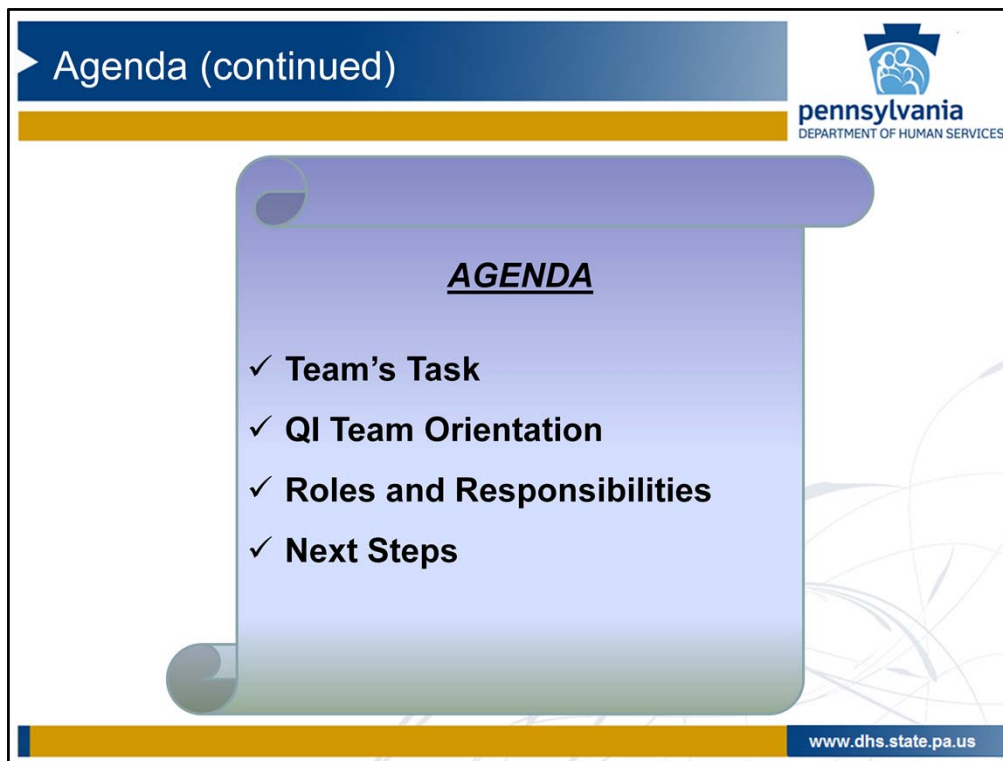 Agenda (continued)
pennsylvania
DEPARTMENT OF HUMAN SERVICES
AGENDA
✓ Team’s Task
✓ QI Team Orientation
✓ Roles and Responsibilities
✓ Next Steps
www.dhs.state.pa.us